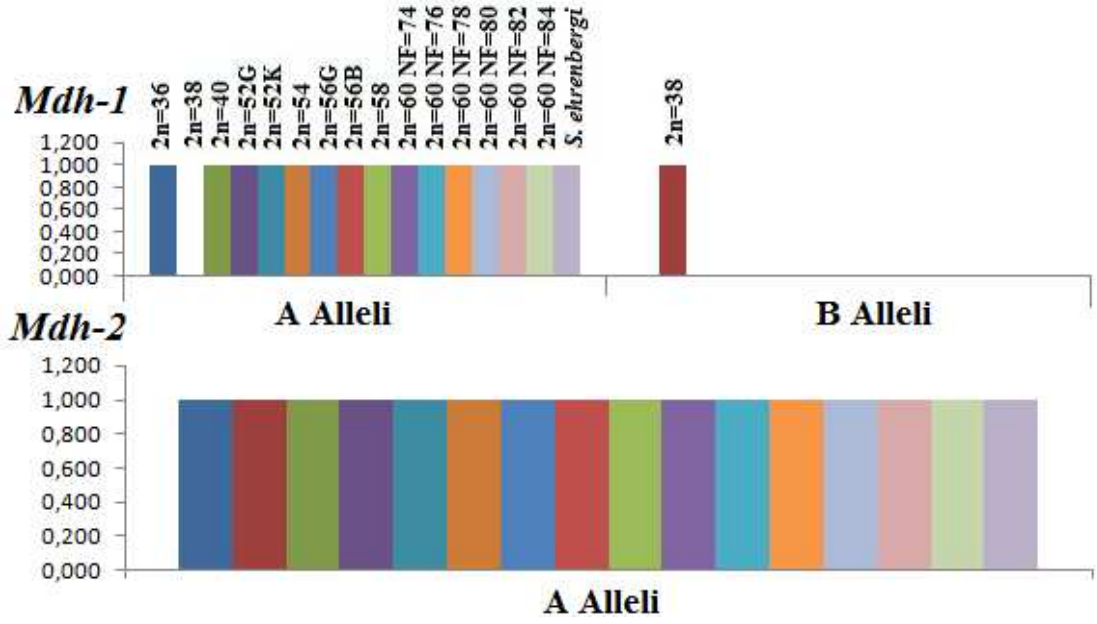 Mdh-1
2n=36
2n=38
2n=40
2n=52G
2n=52K
2n=54
2n=56G
2n=56B
2n=58
2n=60 NF=74
2n=60 NF=76
2n=60 NF=78
2n=60 NF=80
2n=60 NF=82
2n=60 NF=84
S. ehrenbergi
2n=38
1,200
1,000
0,800
0,600
0,400
0,200
0,000
A Alleli
B Alleli
Mdh-2
1,200
1,000
0,800
0,600
0,400
0,200
0,000
A Alleli